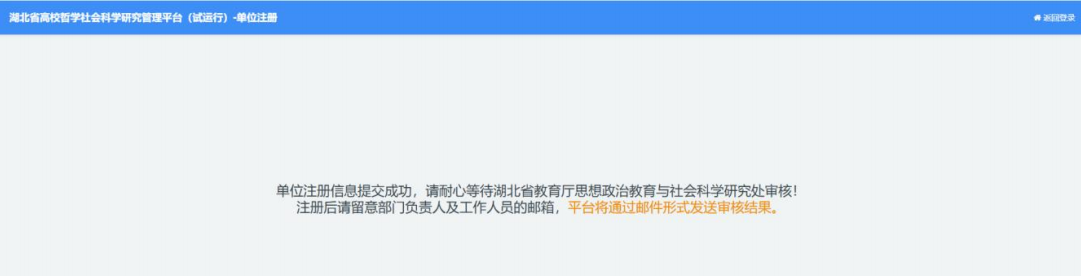 湖北省高校哲学社会科学研究管理平台（试运行）-单位注册
返回登录
单位注册信息提交成功，请耐心等待湖北省教育厅思想政治教育与社会科学研究处审核！
注册后请留意部门负责人及工作人员的邮箱，平台将通过邮件形式发送审核结果。